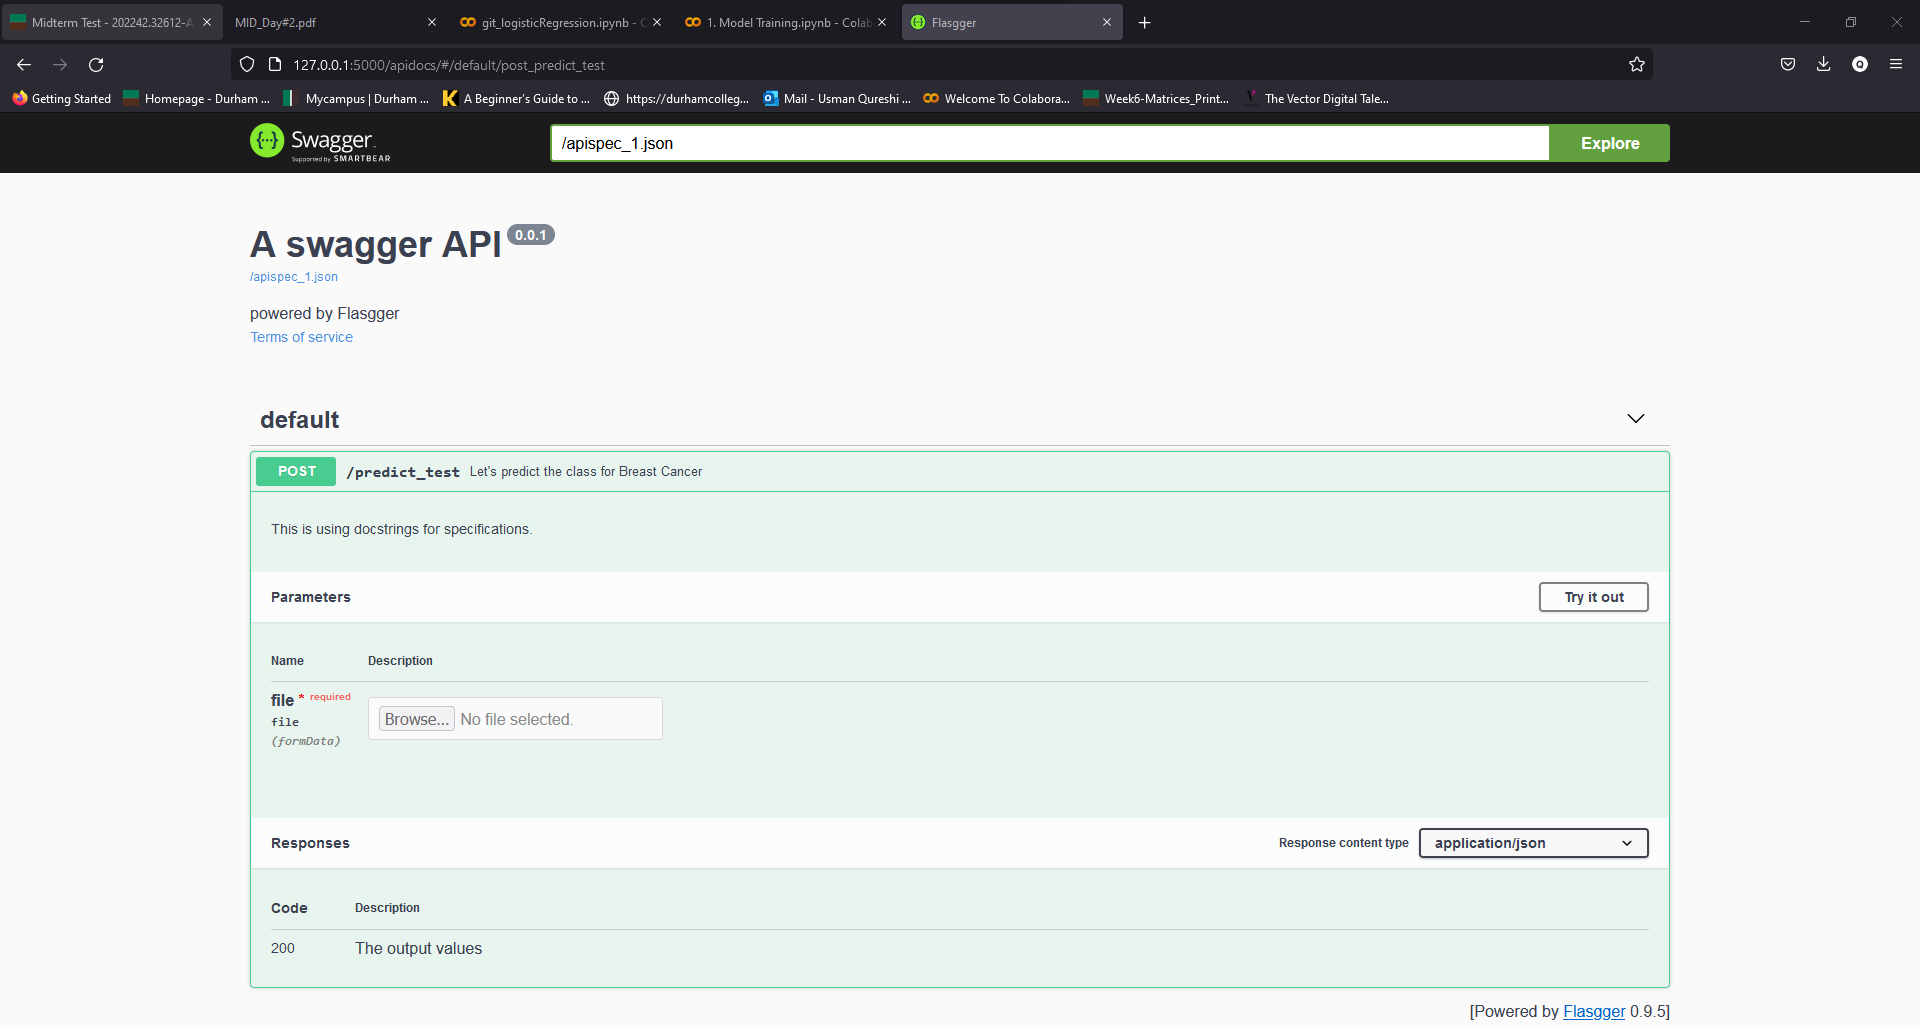 Midterm Test - 202242.32612-A
MID_Day#2.pdf
git_logisticRegression.ipynb - C
1. Model Training.ipynb - Colab
Flasgger
127.0.0.1:5000/apidocs/#/default/post_predict_test
Getting Started
Homepage - Durham ...
Mycampus | Durham ...
A Beginner's Guide to ...
https://durhamcolleg...
Mail - Usman Qureshi ...
Welcome To Colabora...
Week6-Matrices_Print...
The Vector Digital Tale...
Swagger.
Supported by SMARTBEAR
/apispec_1.json
Explore
A swagger API 0.0.1
/apispec_1.json
powered by Flasgger
Terms of service
default
POST /predict_test Let's predict the class for Breast Cancer
This is using docstrings for specifications.
Parameters
Try it out
Name Description
file * required
file
(formData)
Browse... No file selected.
Responses
Response content type application/json
Code Description
200 The output values
[Powered by Flasgger 0.9.5]